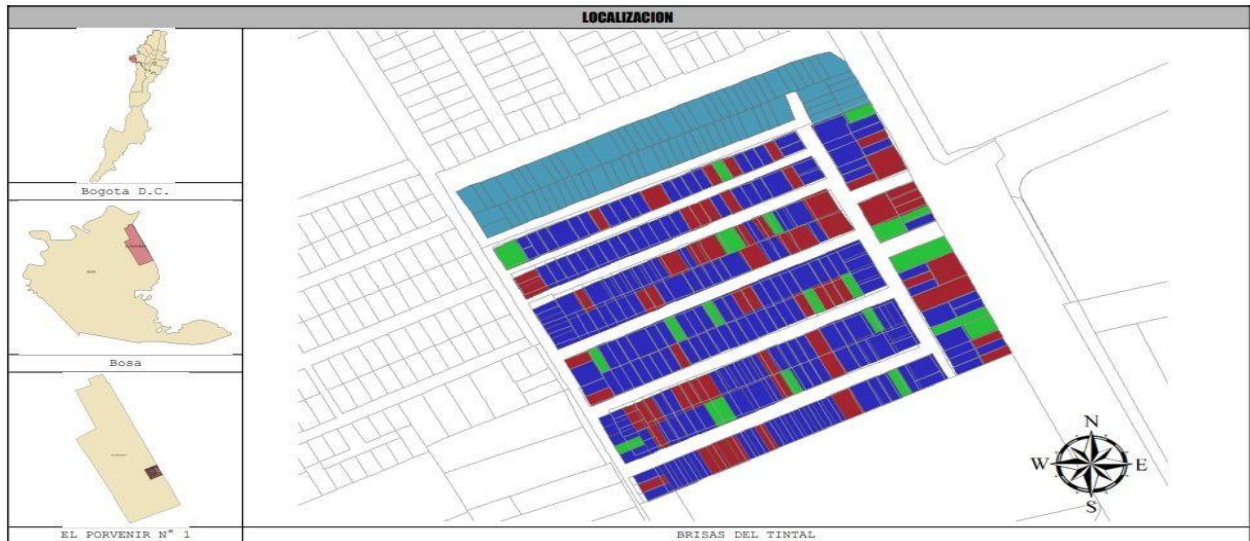 LOCALIZACION
Bogota D.C.
Bosa
EL PORVENIR N° 1
N
W
E
S
BRISAS DEL TINTAL